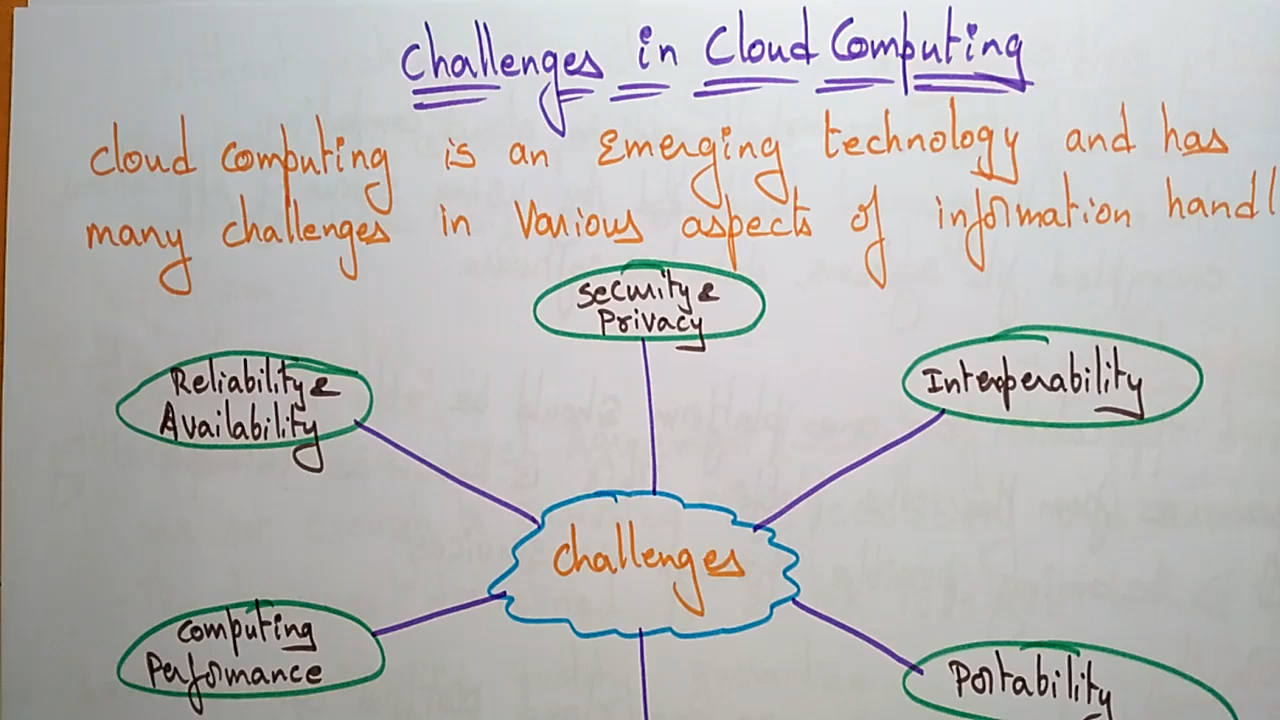 Challenges in Cloud Computing
cloud computing is an Emerging technology and has
many challenges in various aspects of information handl
Security &
Privacy
Reliability &
Availability
Interoperability
challenges
Computing
Performance
Portability